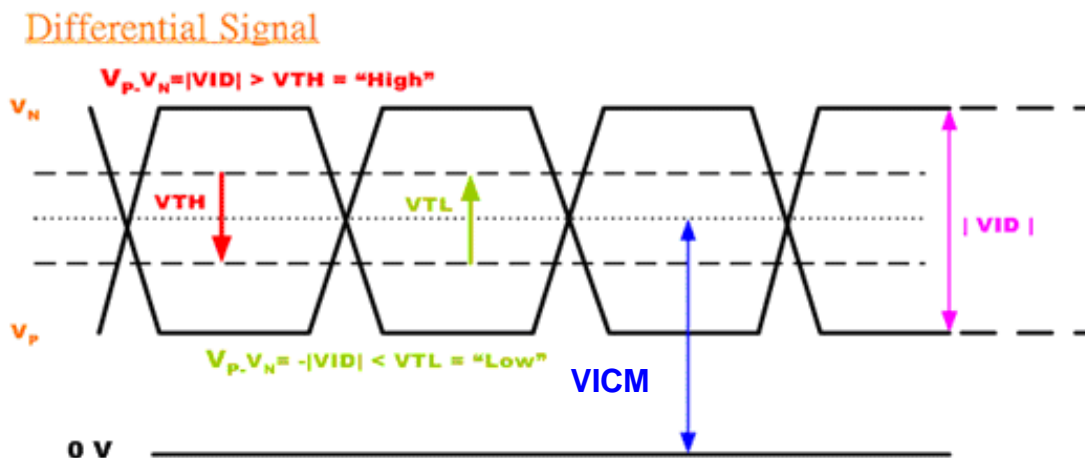 Differential Signal
VP-VN=|VID| > VTH = “High”
VN
VTH
VTL
| VID |
VP
VP-VN= -|VID| < VTL = “Low”
VICM
0 V